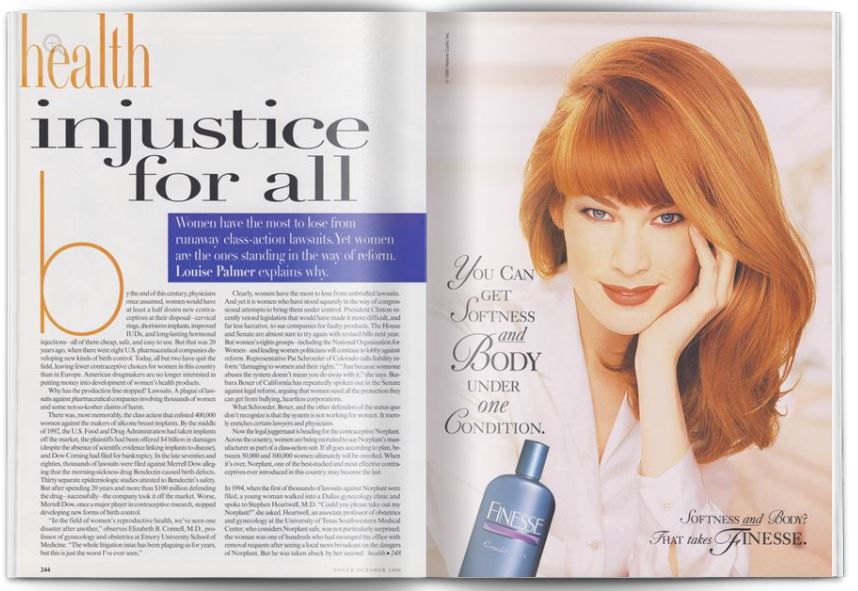 health
injustice
for all
Women have the most to lose from
runaway class-action lawsuits. Yet women
are the ones standing in the way of reform.
Louise Palmer explains why.
by the end of this century, physicians
once assumed, women would have
at least a half dozen new contra-
ceptives at their disposal—cervical
rings, short-term implants, improved
IUDs, and long-lasting hormonal
injections—all of them cheap, safe, and easy to use. But that was 20
years ago, when there were eight U.S. pharmaceutical companies de-
veloping new kinds of birth control. Today, all but two have quit the
field, leaving fewer contraceptive choices for women in this country
than in Europe. American drugmakers are no longer interested in
putting money into development of women's health products.
Why has the production line stopped? Lawsuits. A plague of law-
suits against pharmaceutical companies involving thousands of women
and some not-so-kosher claims of harm.
There was, most memorably, the class action that enlisted 400,000
women against the makers of silicone breast implants. By the middle
of 1992, the U.S. Food and Drug Administration had taken implants
off the market, the plaintiffs had been offered $4 billion in damages
(despite the absence of scientific evidence linking implants to disease),
and Dow Corning had filed for bankruptcy. In the late seventies and
eighties, thousands of lawsuits were filed against Merrell Dow alleg-
ing that the morning-sickness drug Bendectin caused birth defects.
Thirty separate epidemiologic studies attested to Bendectin's safety.
But after spending 20 years and more than $100 million defending
the drug—successfully—the company took it off the market. Worse,
Merrell Dow, once a major player in contraceptive research, stopped
developing new forms of birth control.
"In the field of women's reproductive health, we've seen one
disaster after another," observes Elizabeth B. Connell, M.D., pro-
fessor of gynecology and obstetrics at Emory University School of
Medicine. "The whole litigation issue has been plaguing us for years,
but this is just the worst I've ever seen."
Clearly, women have the most to lose from unbridled lawsuits.
And yet it is women who have stood squarely in the way of congres-
sional attempts to bring them under control. President Clinton re-
cently vetoed legislation that would have made it more difficult, and
far less lucrative, to sue companies for faulty products. The House
and Senate are almost sure to try again with revised bills next year.
But women's rights groups—including the National Organization for
Women—and leading women politicians will continue to lobby against
reform. Representative Pat Schroeder of Colorado calls liability re-
form "damaging to women and their rights." "Just because someone
abuses the system doesn't mean you do away with it," she says. Bar-
bara Boxer of California has repeatedly spoken out in the Senate
against legal reform, arguing that women need all the protection they
can get from bullying, heartless corporations.
What Schroeder, Boxer, and the other defenders of the status quo
don't recognize is that the system is not working for women. It mere-
ly enriches certain lawyers and physicians.
Now the legal juggernaut is heading for the contraceptive Norplant.
Across the country, women are being recruited to sue Norplant's man-
ufacturer as part of a class-action suit. If all goes according to plan, be-
tween 50,000 and 100,000 women ultimately will be enrolled. When
it's over, Norplant, one of the best-studied and most effective contra-
ceptives ever introduced in this country, may become the last.
In 1994, when the first of thousands of lawsuits against Norplant were
filed, a young woman walked into a Dallas gynecology clinic and
spoke to Stephen Heartwell, M.D. "Could you please take out my
Norplant?" she asked. Heartwell, an associate professor of obstetrics
and gynecology at the University of Texas Southwestern Medical
Center, who considers Norplant safe, was not particularly surprised;
the woman was one of hundreds who had swamped his office with
removal requests after seeing a local news broadcast on the dangers
of Norplant. But he was taken aback by her second health ▸248
244
VOGUE OCTOBER 1996
© 1996 Helene Curtis, Inc.
YOU CAN
GET
SOFTNESS
and
BODY
UNDER
one
CONDITION.
FINESSE
Conditioner
SOFTNESS and BODY?
THAT takes FINESSE.